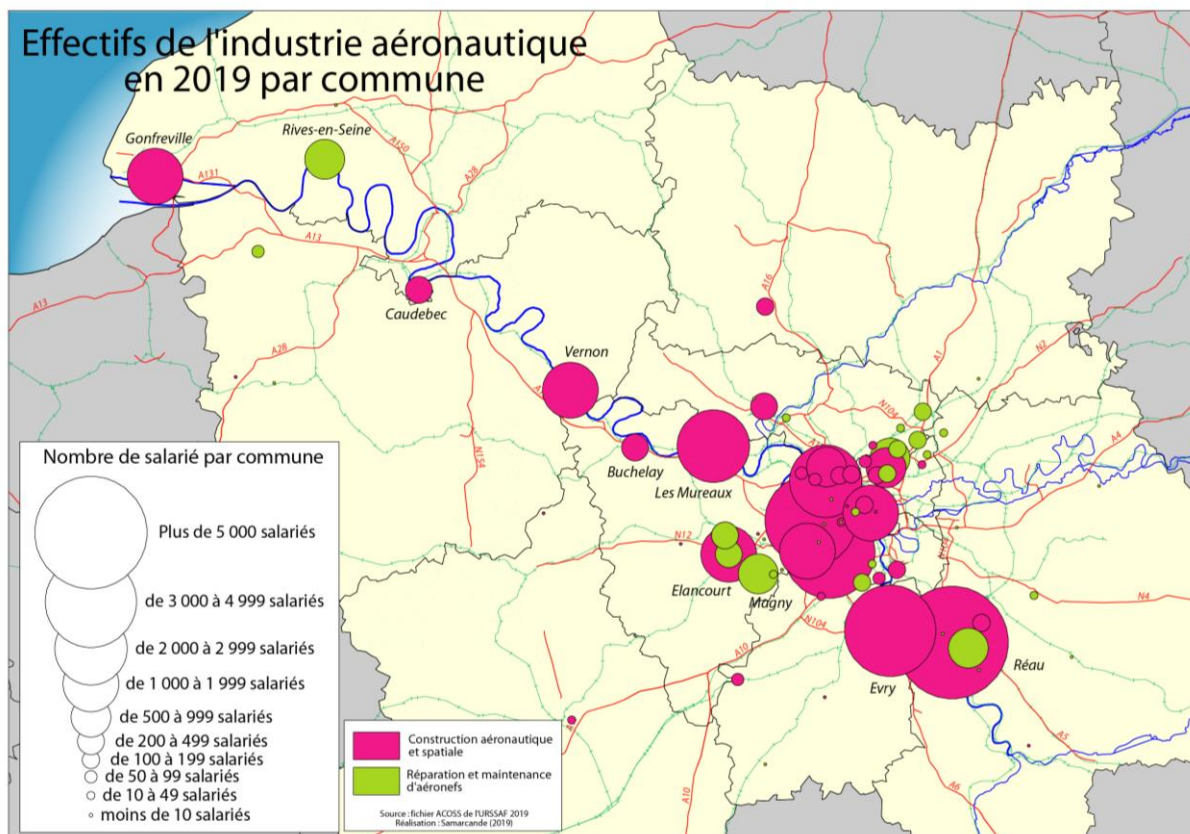 Effectifs de l'industrie aéronautique
en 2019 par commune
Gonfreville
Rives-en-Seine
A131
A150
A28
A13
A13
Caudebec
A28
A16
A1
N2
Vernon
N154
N104
A4
Buchelay
Les Mureaux
N12
Elancourt
Magny
N104
N104
N4
A10
Evry
Réau
A5
A6
A10
Nombre de salarié par commune
Plus de 5 000 salariés
de 3 000 à 4 999 salariés
de 2 000 à 2 999 salariés
de 1 000 à 1 999 salariés
de 500 à 999 salariés
de 200 à 499 salariés
de 100 à 199 salariés
de 50 à 99 salariés
de 10 à 49 salariés
moins de 10 salariés
Construction aéronautique
et spatiale
Réparation et maintenance
d'aéronefs
Source : fichier ACOSS de l'URSSAF 2019
Réalisation : Samarcande (2019)